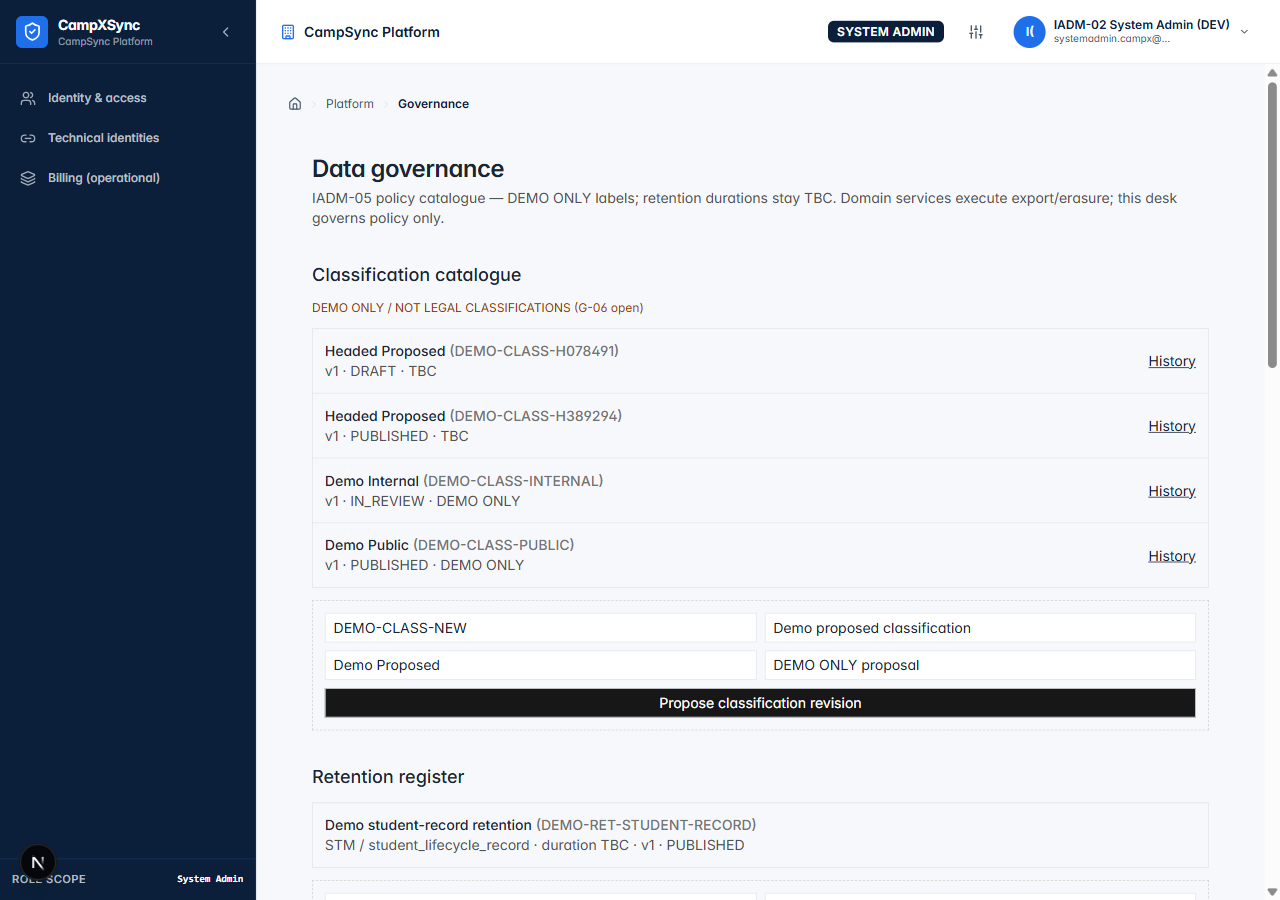 CampXSync
CampSync Platform
Identity & access
Technical identities
Billing (operational)
N
ROLE SCOPE
System Admin
CampSync Platform
SYSTEM ADMIN
I(
IADM-02 System Admin (DEV)
systemadmin.campx@...
Platform
Governance
Data governance
IADM-05 policy catalogue — DEMO ONLY labels; retention durations stay TBC. Domain services execute export/erasure; this desk
governs policy only.
Classification catalogue
DEMO ONLY / NOT LEGAL CLASSIFICATIONS (G-06 open)
Headed Proposed (DEMO-CLASS-H078491)
v1 · DRAFT · TBC
History
Headed Proposed (DEMO-CLASS-H389294)
v1 · PUBLISHED · TBC
History
Demo Internal (DEMO-CLASS-INTERNAL)
v1 · IN_REVIEW · DEMO ONLY
History
Demo Public (DEMO-CLASS-PUBLIC)
v1 · PUBLISHED · DEMO ONLY
History
DEMO-CLASS-NEW
Demo proposed classification
Demo Proposed
DEMO ONLY proposal
Propose classification revision
Retention register
Demo student-record retention (DEMO-RET-STUDENT-RECORD)
STM / student_lifecycle_record · duration TBC · v1 · PUBLISHED